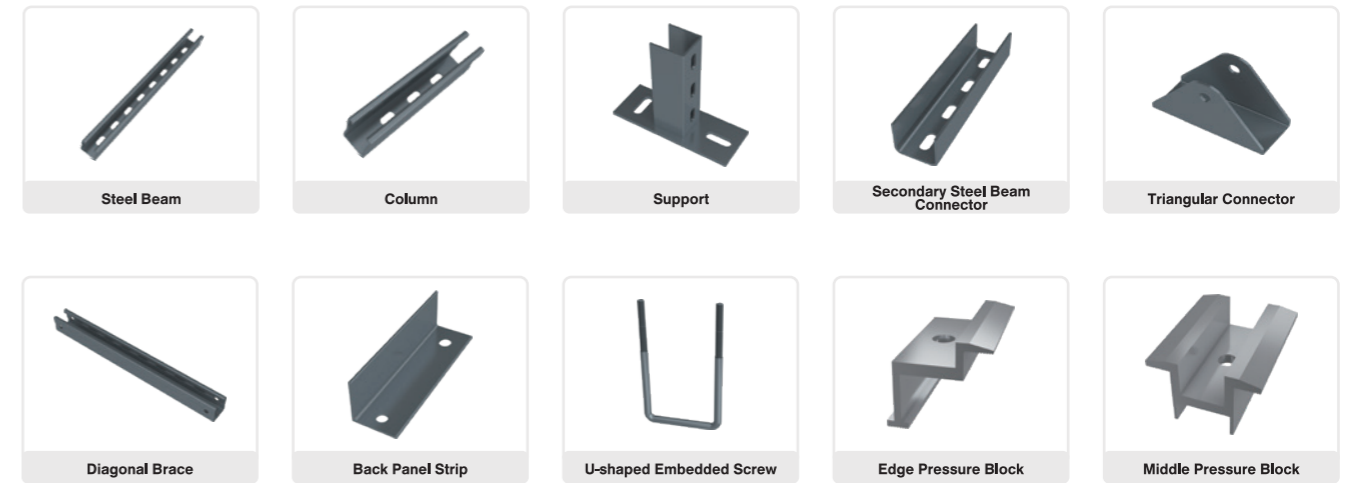 Steel Beam
Column
Support
Secondary Steel Beam
Connector
Triangular Connector
Diagonal Brace
Back Panel Strip
U-shaped Embedded Screw
Edge Pressure Block
Middle Pressure Block